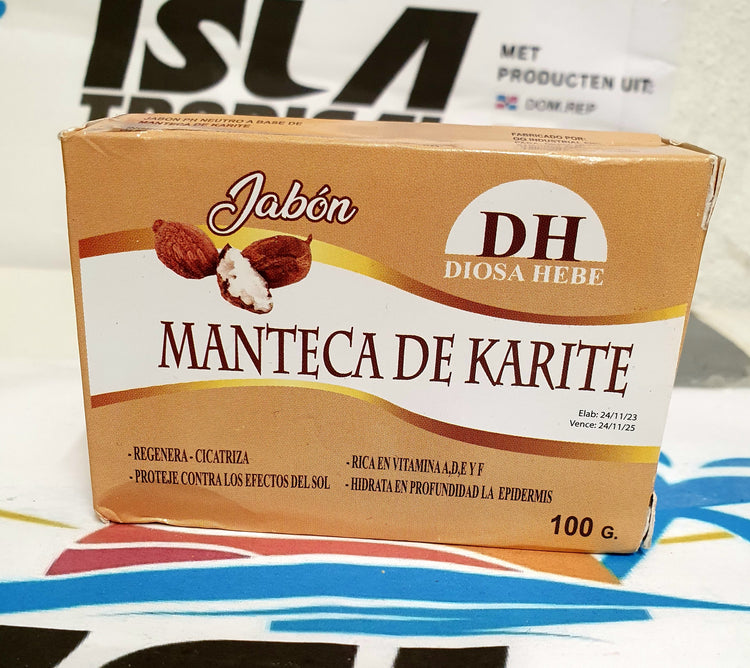 ISLA
TROPICAL
MET
PRODUCTEN UIT:
DOM.REP
JABON PH NEUTRO A BASE DE
MANTECA DE KARITE
FABRICADO POR:
Jabón
DH
DIOSA HEBE
MANTECA DE KARITE
Elab: 24/11/23
Vence: 24/11/25
- REGENERA - CICATRIZA
- PROTEJE CONTRA LOS EFECTOS DEL SOL
- RICA EN VITAMINA A,D,E Y F
- HIDRATA EN PROFUNDIDAD LA EPIDERMIS
100 G.